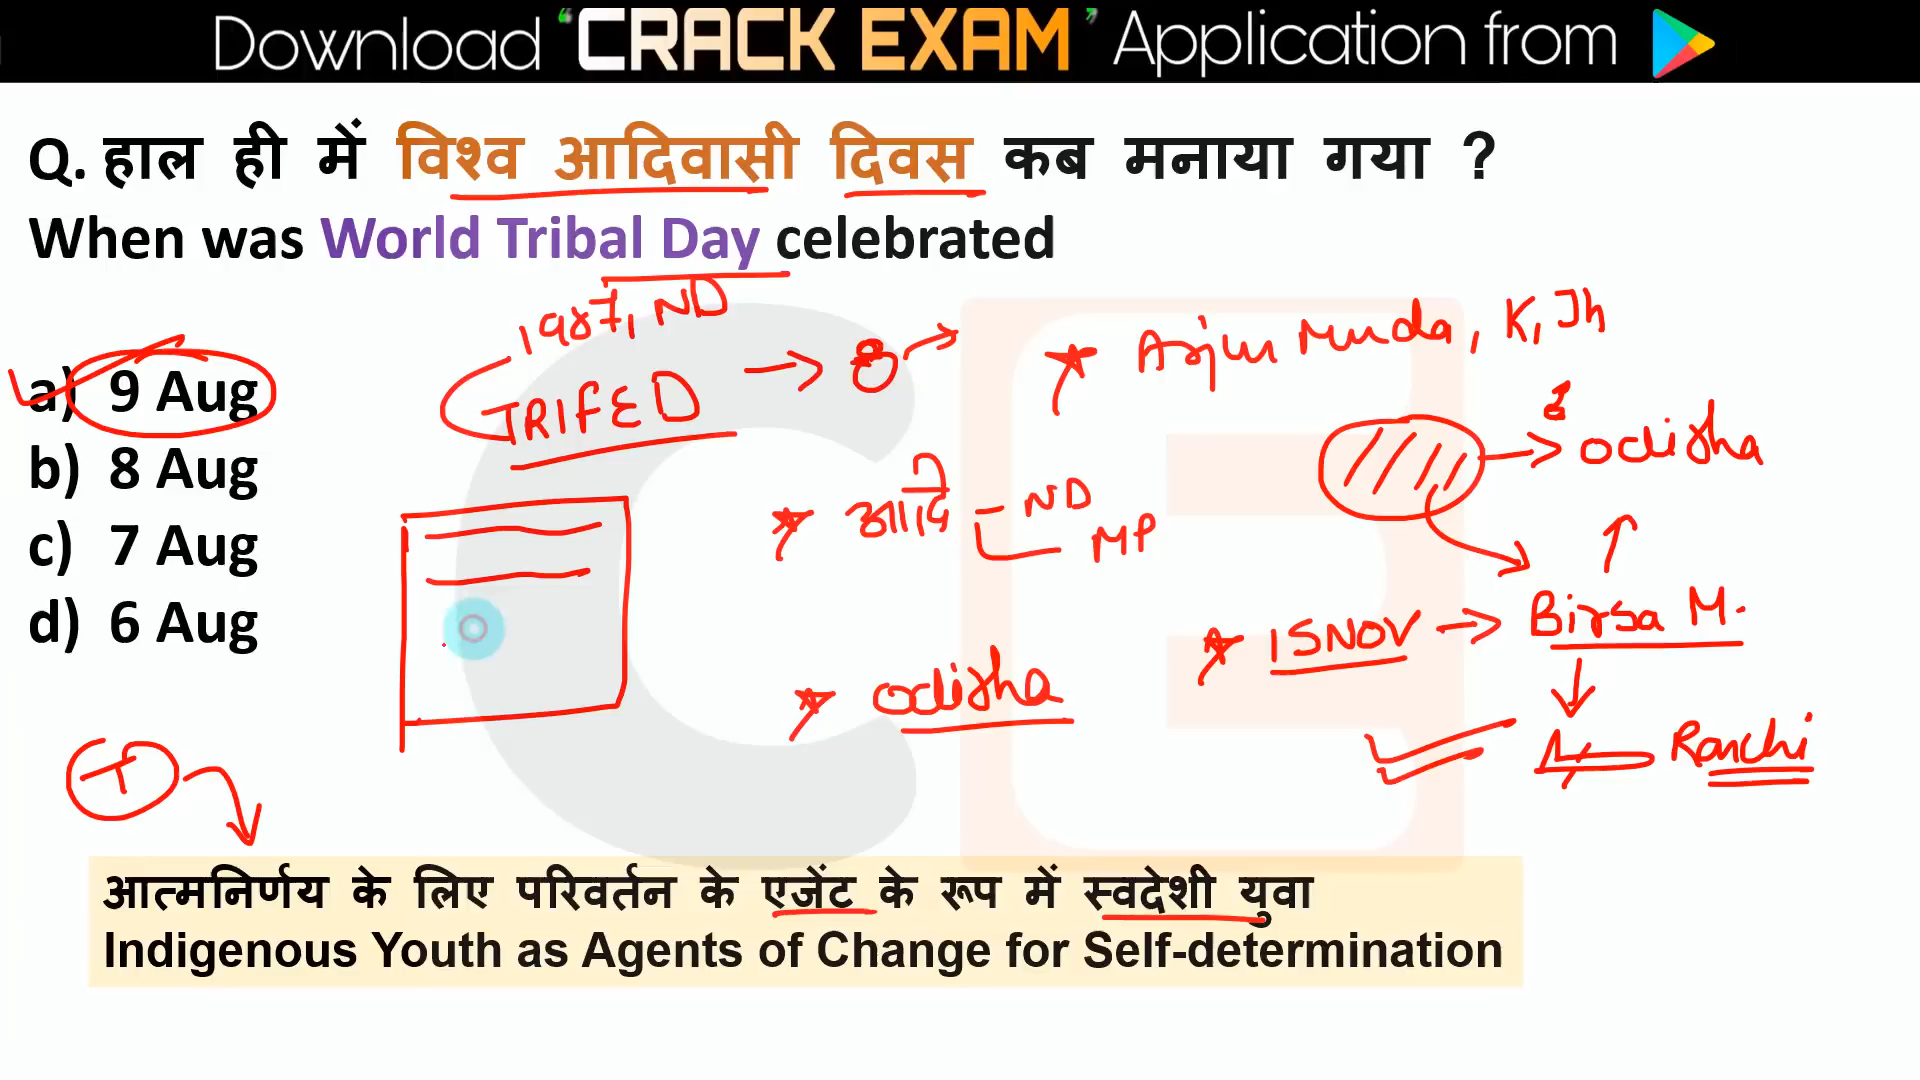 Download 'CRACK EXAM' Application from
Q. हाल ही में विश्व आदिवासी दिवस कब मनाया गया ?
When was World Tribal Day celebrated
1987, ND
TRIFED → 8
Arjun Munda, K, Jh
a) 9 Aug
b) 8 Aug
c) 7 Aug
d) 6 Aug
ND
MP
odisha
15NOV → Birsa M.
odisha
Ranchi
T
आत्मनिर्णय के लिए परिवर्तन के एजेंट के रूप में स्वदेशी युवा
Indigenous Youth as Agents of Change for Self-determination